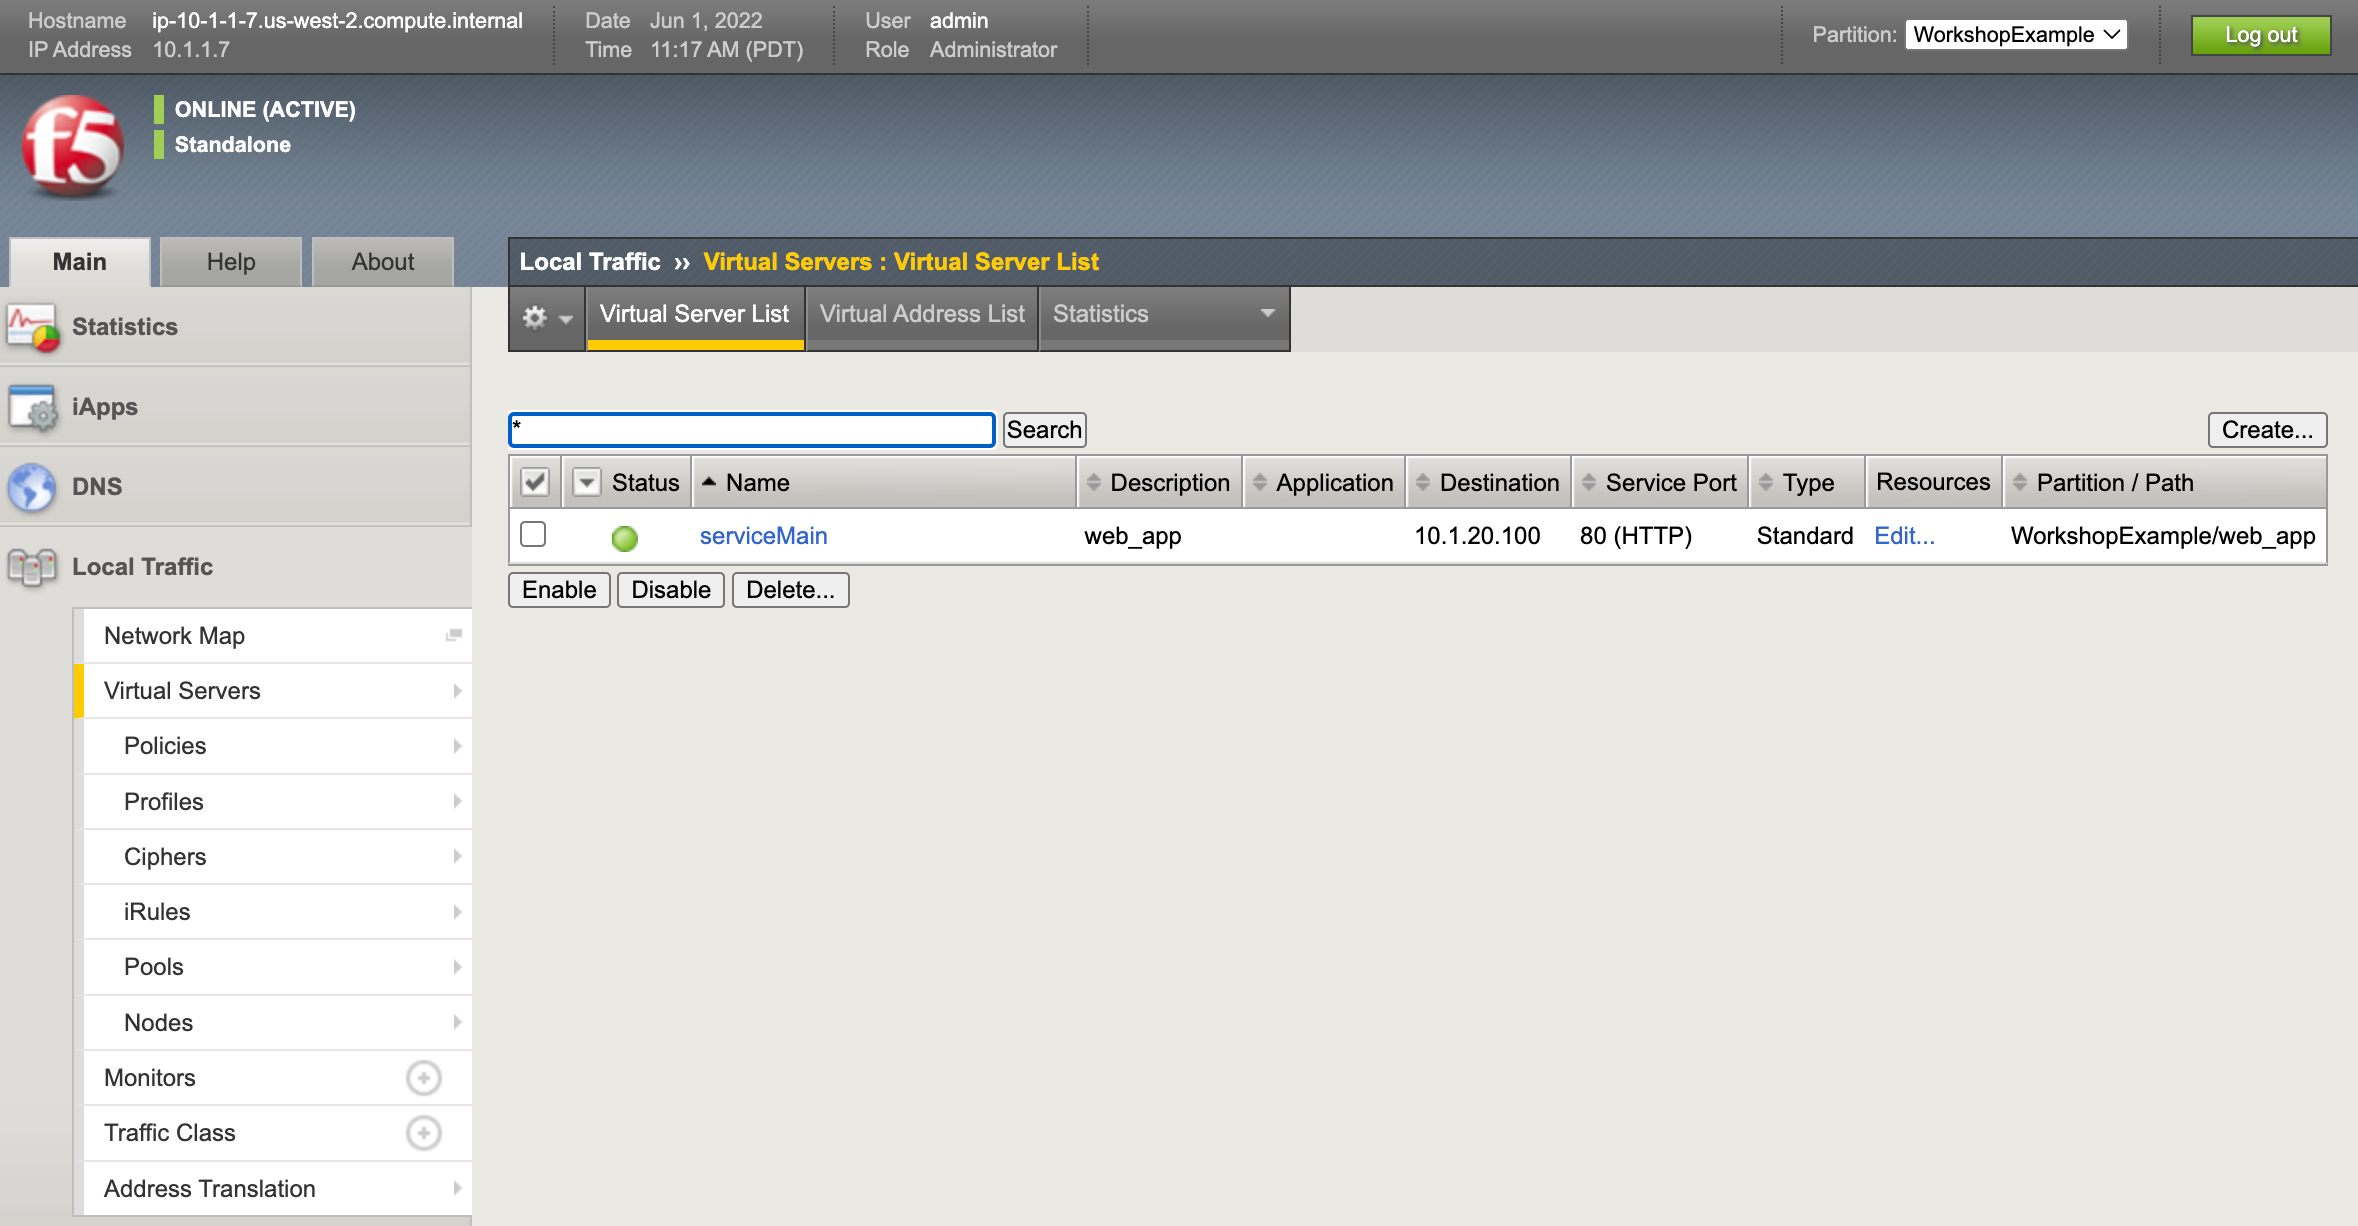 Hostname ip-10-1-1-7.us-west-2.compute.internal Date Jun 1, 2022 User admin
IP Address 10.1.1.7 Time 11:17 AM (PDT) Role Administrator
Partition: WorkshopExample Log out
f5
ONLINE (ACTIVE)
Standalone
Main Help About
Local Traffic ›› Virtual Servers : Virtual Server List
Virtual Server List Virtual Address List Statistics
Statistics
iApps
DNS
Local Traffic
Network Map
Virtual Servers
Policies
Profiles
Ciphers
iRules
Pools
Nodes
Monitors
Traffic Class
Address Translation
* Search Create...
Status Name Description Application Destination Service Port Type Resources Partition / Path
serviceMain web_app 10.1.20.100 80 (HTTP) Standard Edit... WorkshopExample/web_app
Enable Disable Delete...